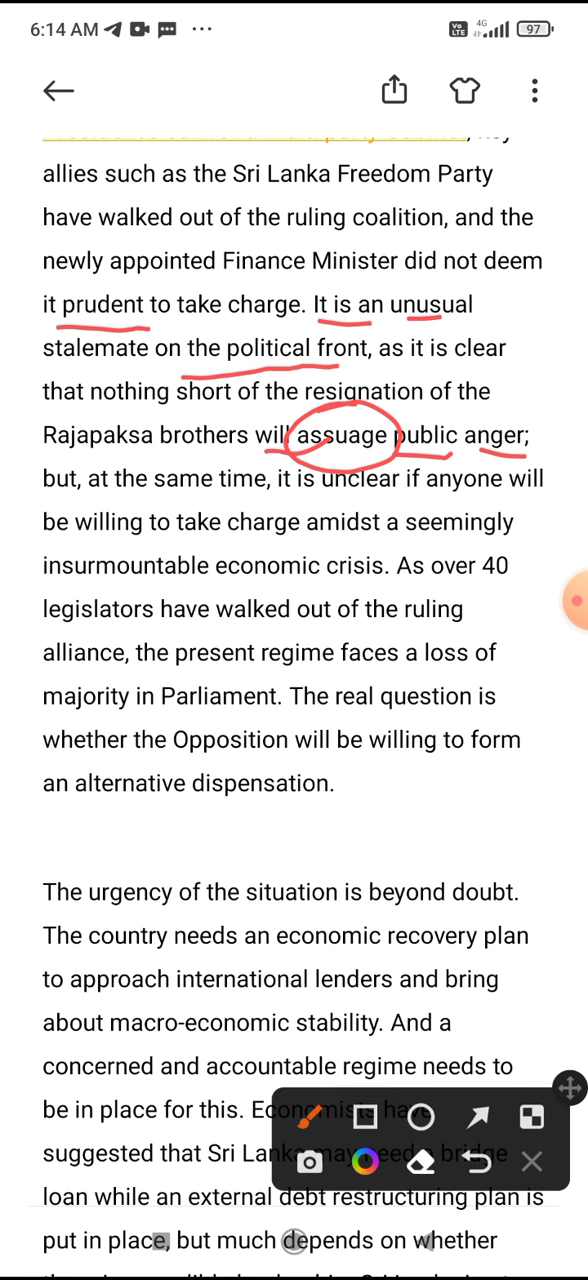 6:14 AM ... Vo LTE 4G 97
allies such as the Sri Lanka Freedom Party
have walked out of the ruling coalition, and the
newly appointed Finance Minister did not deem
it prudent to take charge. It is an unusual
stalemate on the political front, as it is clear
that nothing short of the resignation of the
Rajapaksa brothers will assuage public anger;
but, at the same time, it is unclear if anyone will
be willing to take charge amidst a seemingly
insurmountable economic crisis. As over 40
legislators have walked out of the ruling
alliance, the present regime faces a loss of
majority in Parliament. The real question is
whether the Opposition will be willing to form
an alternative dispensation.
The urgency of the situation is beyond doubt.
The country needs an economic recovery plan
to approach international lenders and bring
about macro-economic stability. And a
concerned and accountable regime needs to
be in place for this. Economists have
suggested that Sri Lanka may need a bridge
loan while an external debt restructuring plan is
put in place, but much depends on whether